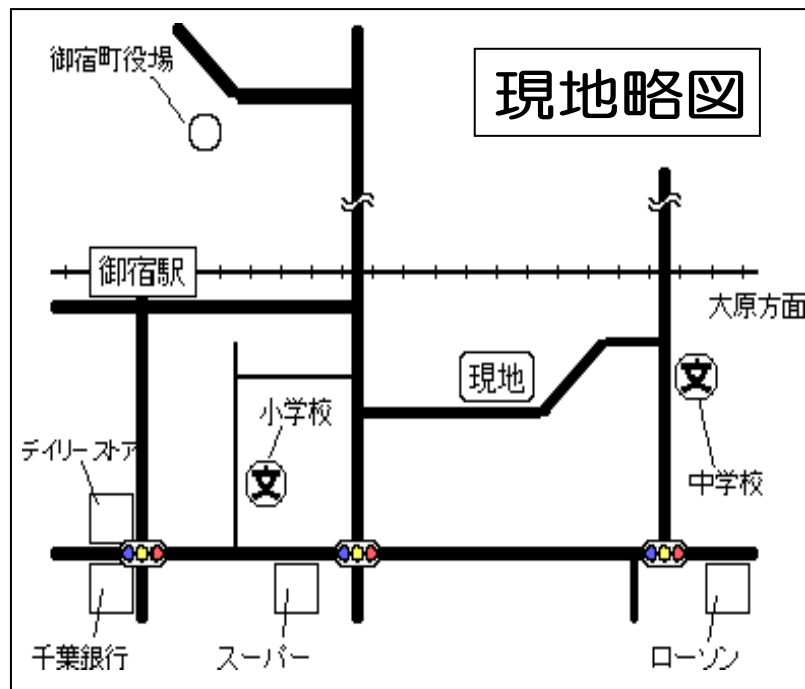 御宿町役場
現地略図
御宿駅
大原方面
現地
小学校
文
文
デイリーストア
中学校
千葉銀行
スーパー
ローソン